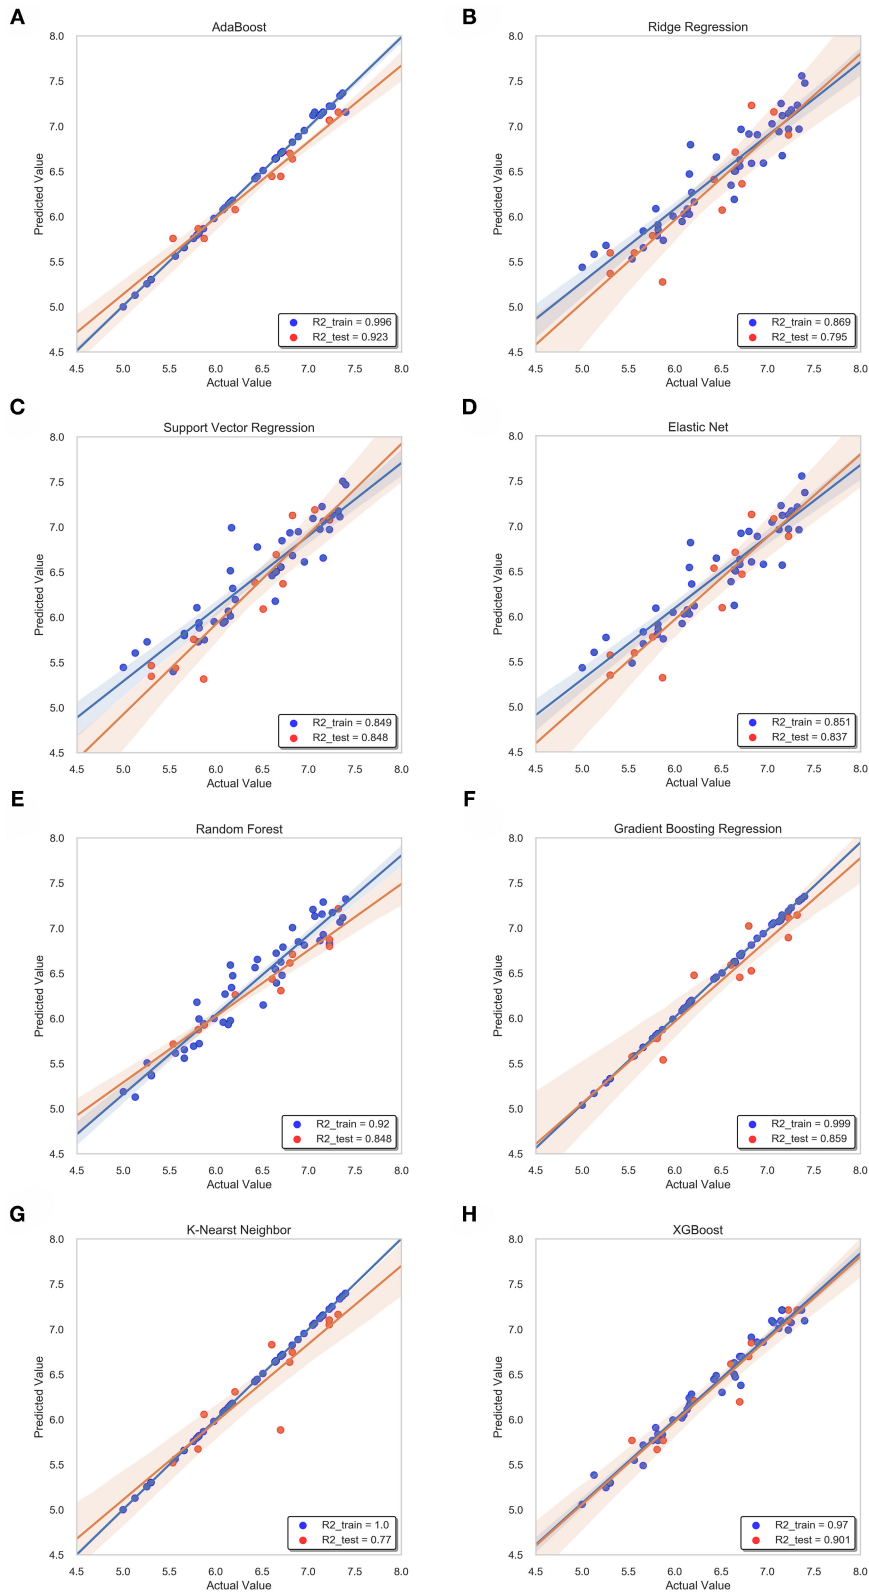 A
AdaBoost
8.0
7.5
7.0
6.5
6.0
5.5
5.0
4.5
Predicted Value
R2_train = 0.996
R2_test = 0.923
4.5 5.0 5.5 6.0 6.5 7.0 7.5 8.0
Actual Value
B
Ridge Regression
8.0
7.5
7.0
6.5
6.0
5.5
5.0
4.5
Predicted Value
R2_train = 0.869
R2_test = 0.795
4.5 5.0 5.5 6.0 6.5 7.0 7.5 8.0
Actual Value
C
Support Vector Regression
8.0
7.5
7.0
6.5
6.0
5.5
5.0
4.5
Predicted Value
R2_train = 0.849
R2_test = 0.848
4.5 5.0 5.5 6.0 6.5 7.0 7.5 8.0
Actual Value
D
Elastic Net
8.0
7.5
7.0
6.5
6.0
5.5
5.0
4.5
Predicted Value
R2_train = 0.851
R2_test = 0.837
4.5 5.0 5.5 6.0 6.5 7.0 7.5 8.0
Actual Value
E
Random Forest
8.0
7.5
7.0
6.5
6.0
5.5
5.0
4.5
Predicted Value
R2_train = 0.92
R2_test = 0.848
4.5 5.0 5.5 6.0 6.5 7.0 7.5 8.0
Actual Value
F
Gradient Boosting Regression
8.0
7.5
7.0
6.5
6.0
5.5
5.0
4.5
Predicted Value
R2_train = 0.999
R2_test = 0.859
4.5 5.0 5.5 6.0 6.5 7.0 7.5 8.0
Actual Value
G
K-Nearst Neighbor
8.0
7.5
7.0
6.5
6.0
5.5
5.0
4.5
Predicted Value
R2_train = 1.0
R2_test = 0.77
4.5 5.0 5.5 6.0 6.5 7.0 7.5 8.0
Actual Value
H
XGBoost
8.0
7.5
7.0
6.5
6.0
5.5
5.0
4.5
Predicted Value
R2_train = 0.97
R2_test = 0.901
4.5 5.0 5.5 6.0 6.5 7.0 7.5 8.0
Actual Value